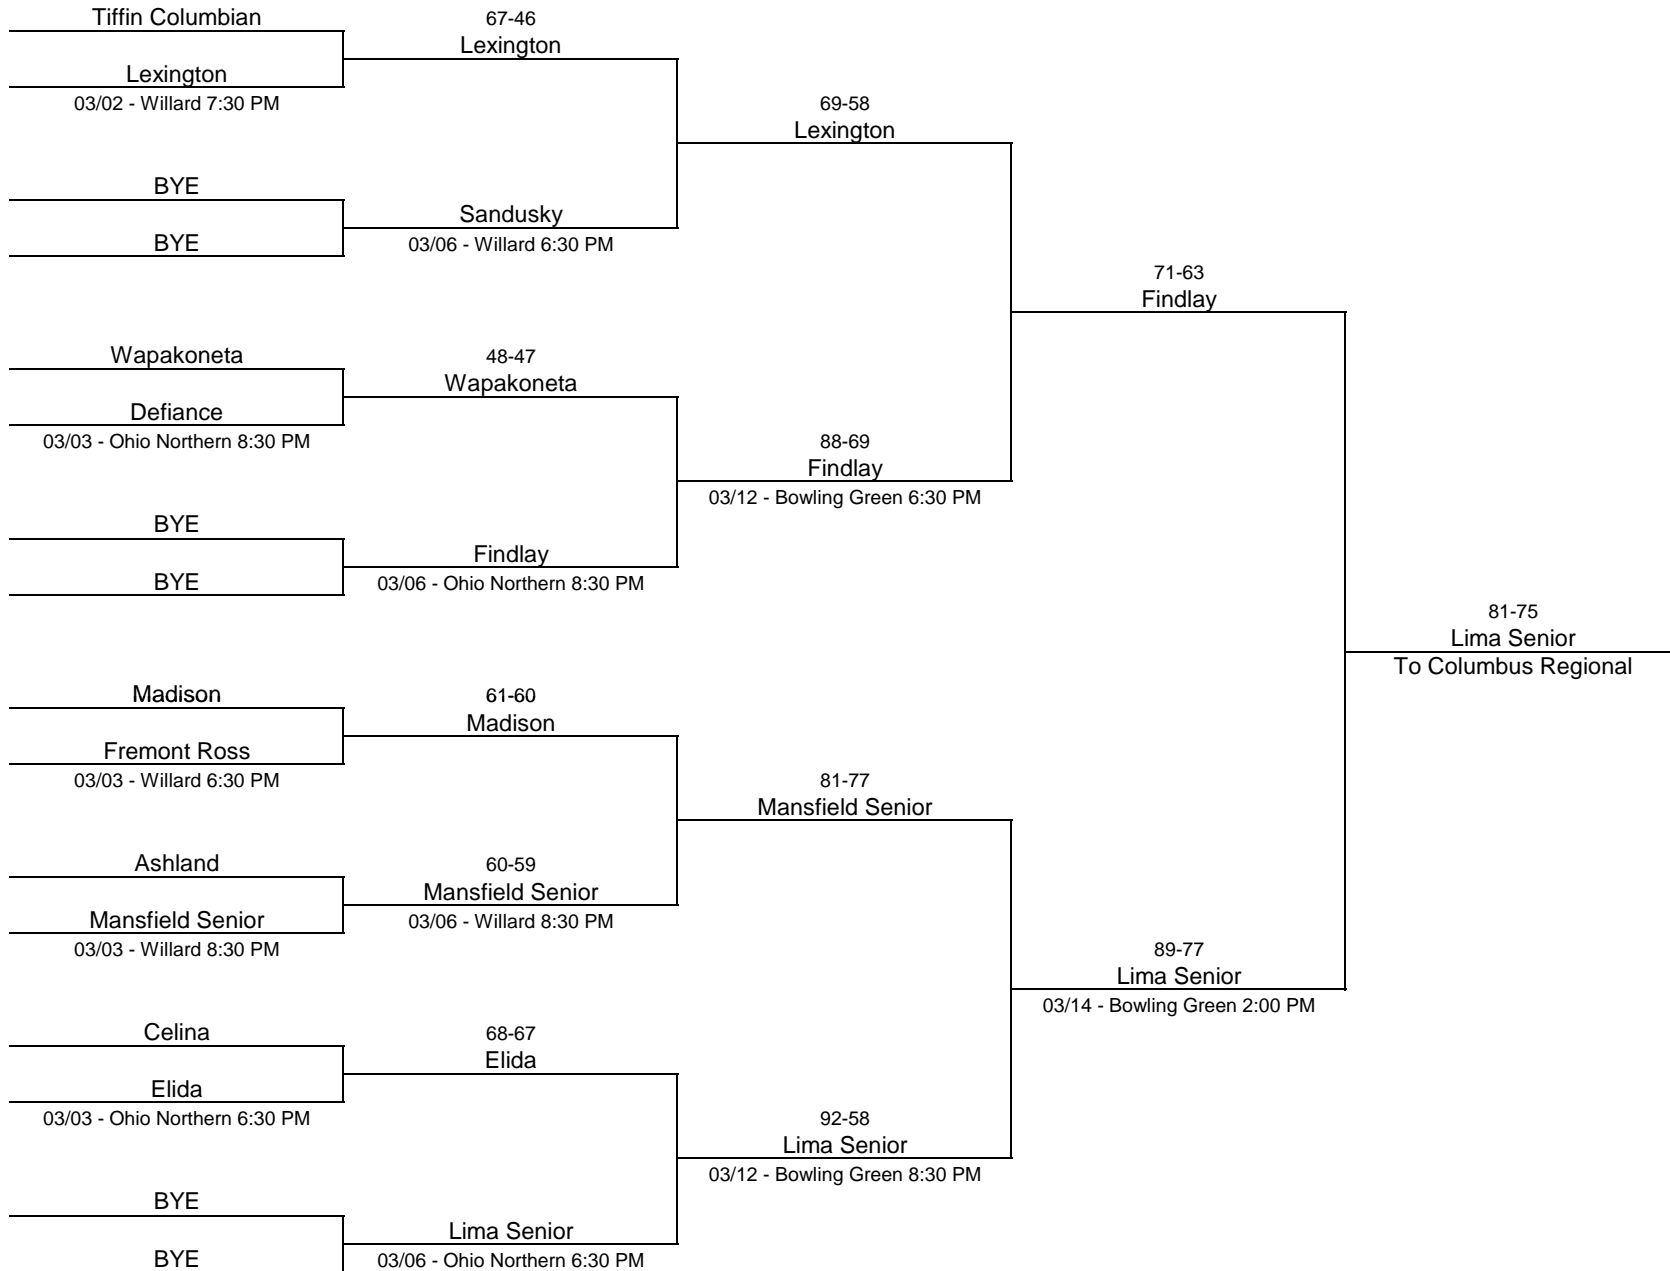 Tiffin Columbian
67-46
Lexington
Lexington
03/02 - Willard 7:30 PM
69-58
Lexington
BYE
Sandusky
BYE
03/06 - Willard 6:30 PM
71-63
Findlay
Wapakoneta
48-47
Wapakoneta
Defiance
03/03 - Ohio Northern 8:30 PM
88-69
Findlay
03/12 - Bowling Green 6:30 PM
BYE
Findlay
BYE
03/06 - Ohio Northern 8:30 PM
81-75
Lima Senior
To Columbus Regional
Madison
61-60
Madison
Fremont Ross
03/03 - Willard 6:30 PM
81-77
Mansfield Senior
Ashland
60-59
Mansfield Senior
Mansfield Senior
03/06 - Willard 8:30 PM
03/03 - Willard 8:30 PM
89-77
Lima Senior
03/14 - Bowling Green 2:00 PM
Celina
68-67
Elida
Elida
03/03 - Ohio Northern 6:30 PM
92-58
Lima Senior
03/12 - Bowling Green 8:30 PM
BYE
Lima Senior
BYE
03/06 - Ohio Northern 6:30 PM